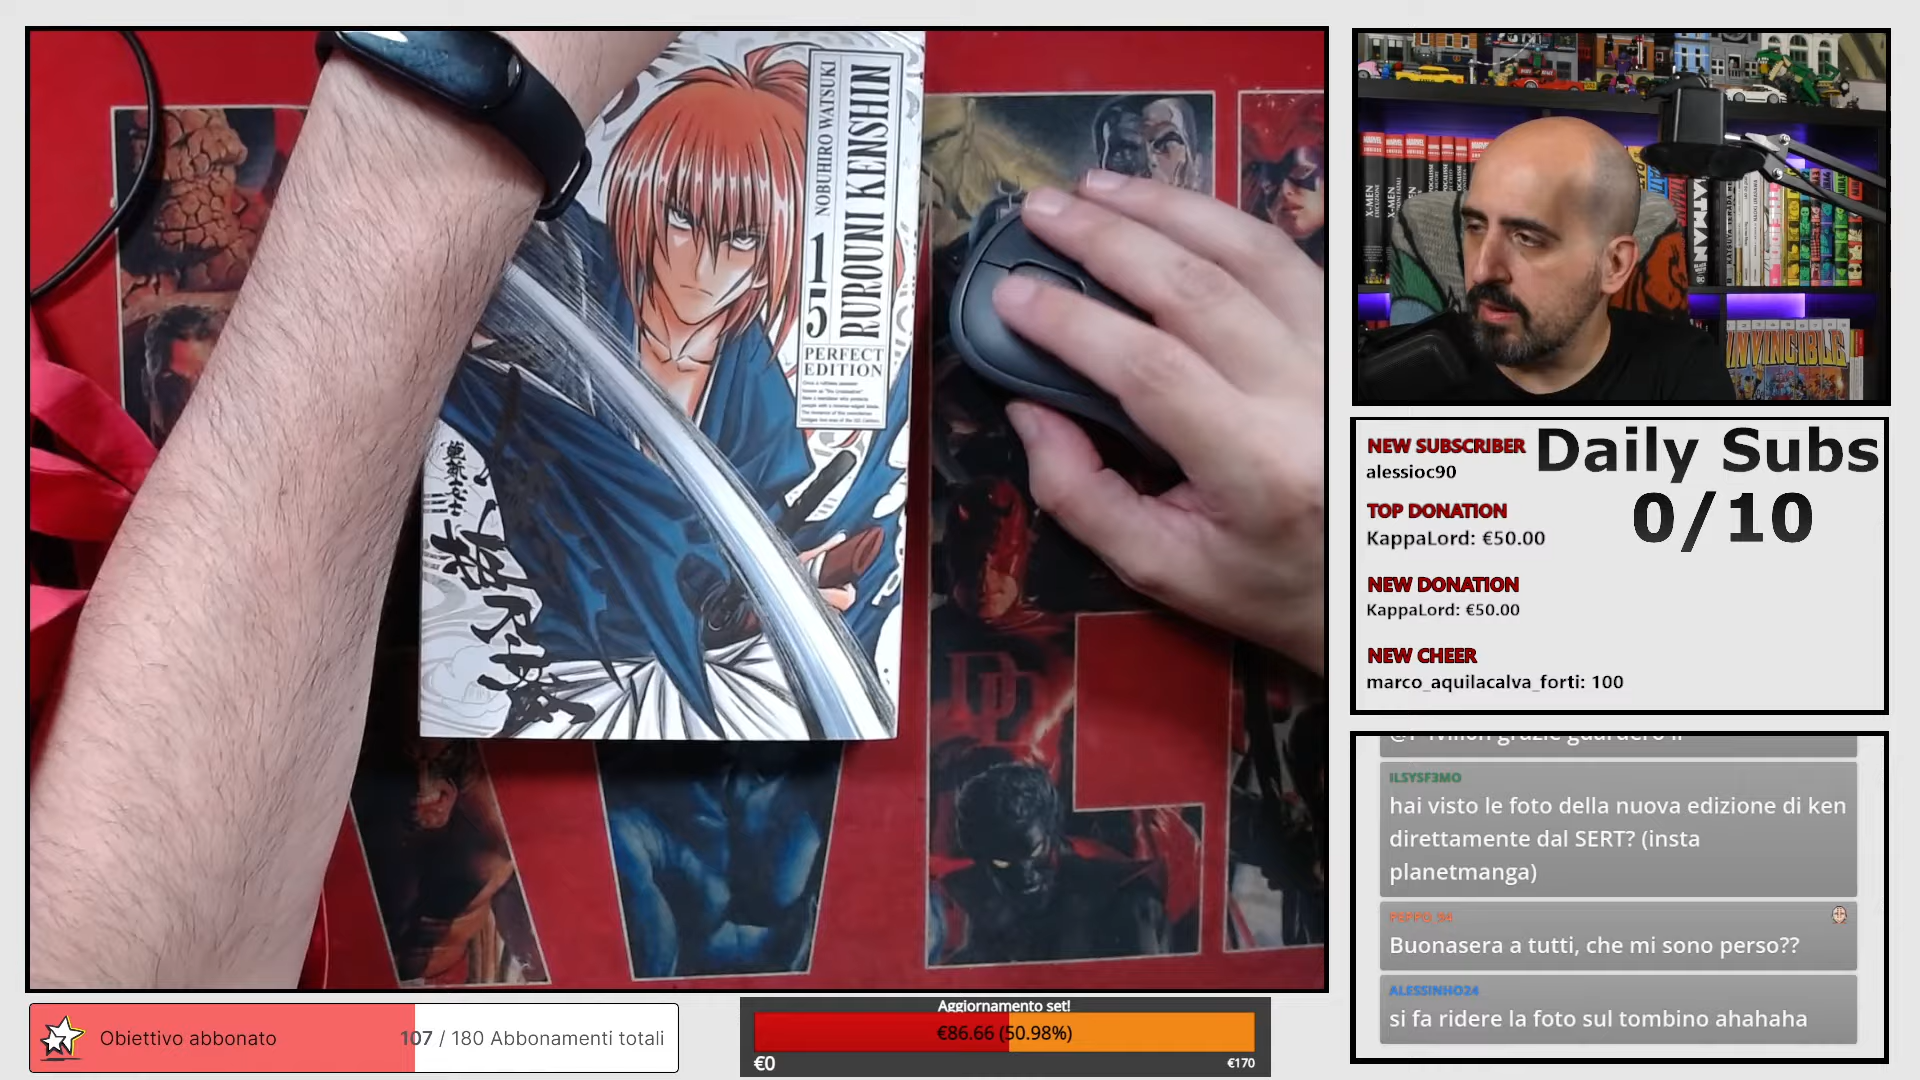 NOBUHIRO WATSUKI
RUROUNI KENSHIN
15
PERFECT
EDITION
X-MEN
X-MEN
BATMAN
INVINCIBLE
NEW SUBSCRIBER
alessioc90
Daily Subs
0/10
TOP DONATION
KappaLord: €50.00
NEW DONATION
KappaLord: €50.00
NEW CHEER
marco_aquilacalva_forti: 100
ILSYSF3MO
hai visto le foto della nuova edizione di ken
direttamente dal SERT? (insta
planetmanga)
Buonasera a tutti, che mi sono perso??
ALESSINHO24
si fa ridere la foto sul tombino ahahaha
Obiettivo abbonato
107 / 180 Abbonamenti totali
Aggiornamento set!
€86.66 (50.98%)
€0
€170